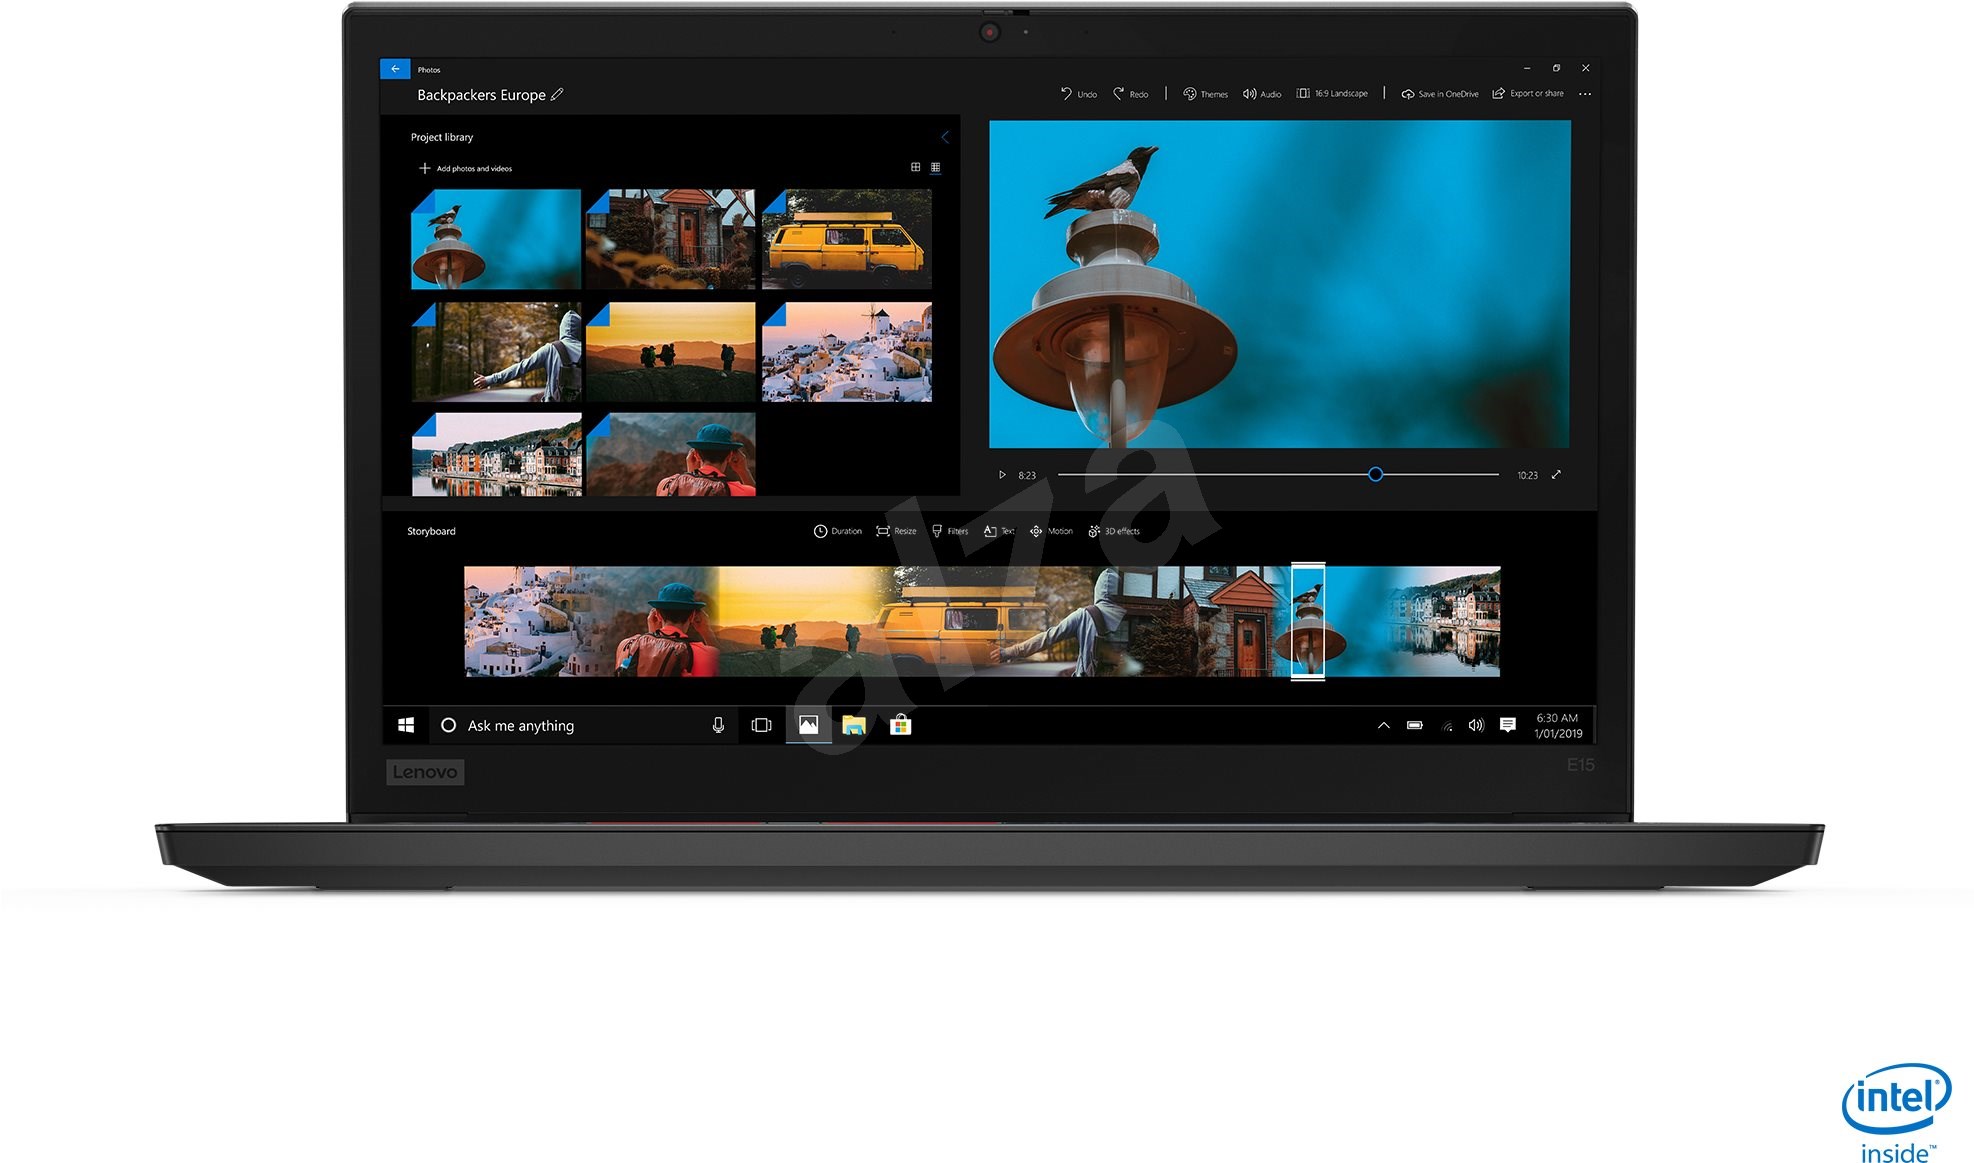 Photos
Backpackers Europe
Undo Redo Themes Audio 16:9 Landscape Save in OneDrive Export or share
Project library
Add photos and videos
8:23 10:23
Storyboard
Duration Resize Filters Text Motion 3D effects
Ask me anything
6:30 AM
1/01/2019
Lenovo
E15
alza
intel®
inside™